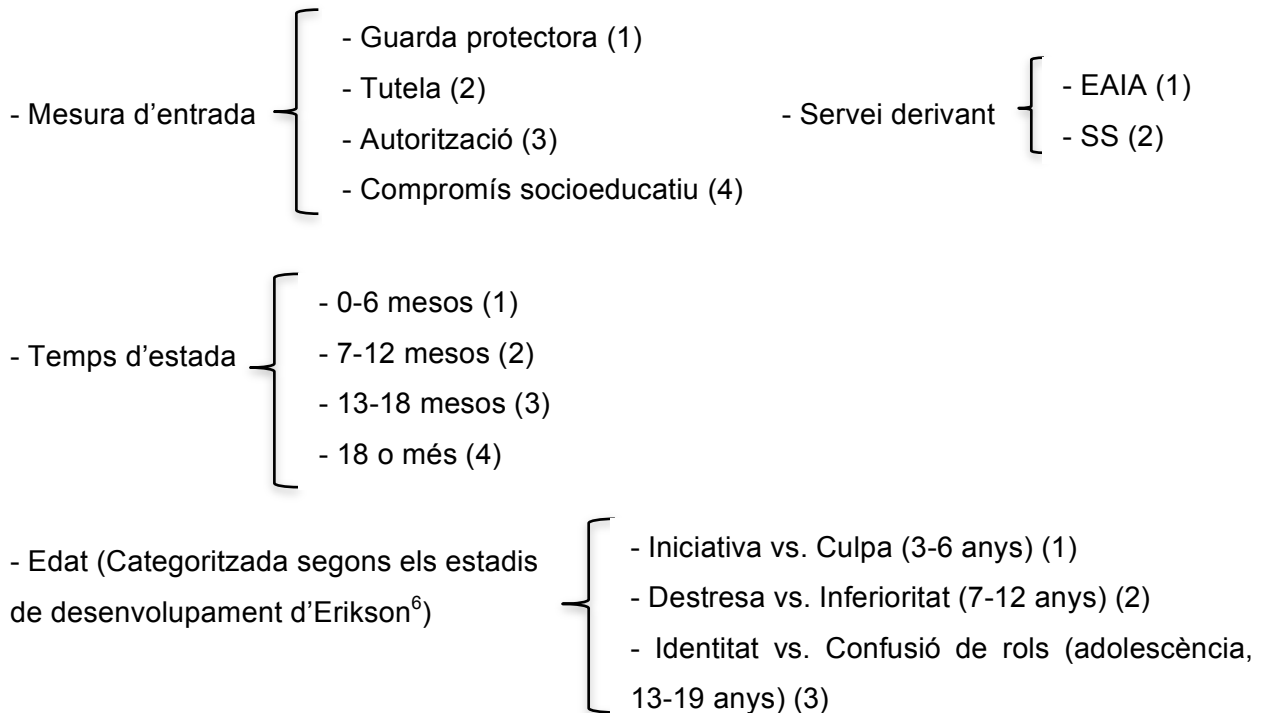 - Mesura d’entrada
- Guarda protectora (1)
- Tutela (2)
- Autorització (3)
- Compromís socioeducatiu (4)
- Servei derivant
- EAIA (1)
- SS (2)
- Temps d’estada
- 0-6 mesos (1)
- 7-12 mesos (2)
- 13-18 mesos (3)
- 18 o més (4)
- Edat (Categoritzada segons els estadis
de desenvolupament d’Erikson⁶)
- Iniciativa vs. Culpa (3-6 anys) (1)
- Destresa vs. Inferioritat (7-12 anys) (2)
- Identitat vs. Confusió de rols (adolescència,
13-19 anys) (3)